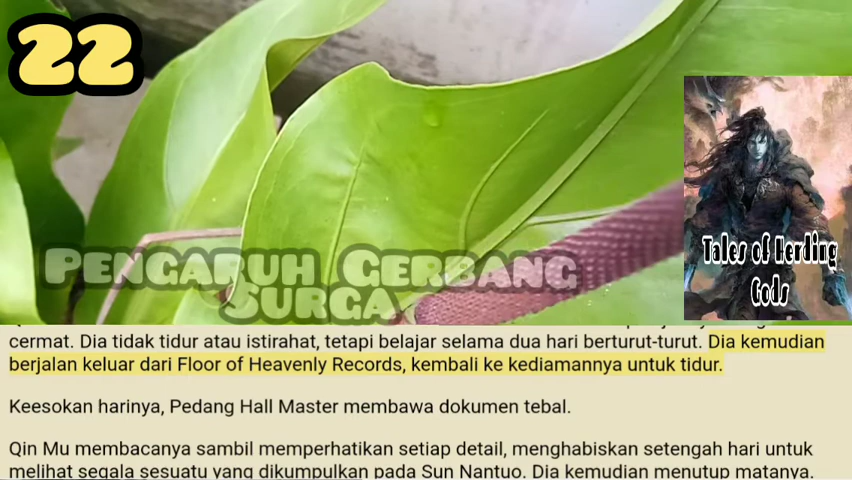 22
Tales of Herding
Gods
Pengaruh Gerbang
Surga
cermat. Dia tidak tidur atau istirahat, tetapi belajar selama dua hari berturut-turut. Dia kemudian
berjalan keluar dari Floor of Heavenly Records, kembali ke kediamannya untuk tidur.
Keesokan harinya, Pedang Hall Master membawa dokumen tebal.
Qin Mu membacanya sambil memperhatikan setiap detail, menghabiskan setengah hari untuk
melihat segala sesuatu yang dikumpulkan pada Sun Nantuo. Dia kemudian menutup matanya.